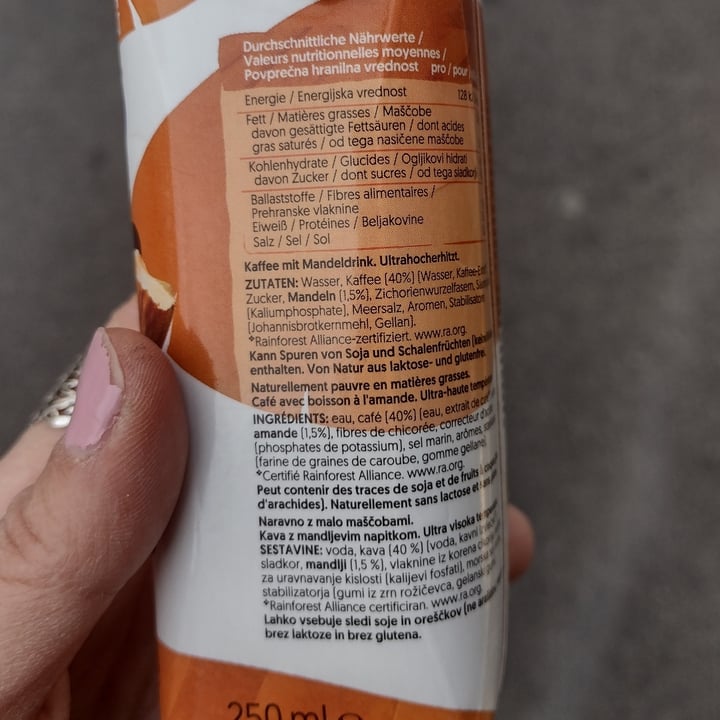 Durchschnittliche Nährwerte /
Valeurs nutritionnelles moyennes /
Povprečna hranilna vrednost pro / pour
Energie / Energijska vrednost 128
Fett / Matières grasses / Maščobe
davon gesättigte Fettsäuren / dont acides
gras saturés / od tega nasičene maščobe
Kohlenhydrate / Glucides / Ogljikovi hidrati
davon Zucker / dont sucres / od tega sladkorji
Ballaststoffe / Fibres alimentaires /
Prehranske vlaknine
Eiweiß / Protéines / Beljakovine
Salz / Sel / Sol
Kaffee mit Mandeldrink. Ultrahocherhitzt.
ZUTATEN: Wasser, Kaffee (40%) (Wasser,
Zucker, Mandeln (1,5%), Zichorienwurzelfasern,
(Kaliumphosphate), Meersalz, Aromen, Stabilisatoren
(Johannisbrotkernmehl, Gellan).
*Rainforest Alliance-zertifiziert. www.ra.org.
Kann Spuren von Soja und Schalenfrüchten
enthalten. Von Natur aus laktose- und glutenfrei.
Naturellement pauvre en matières grasses.
Café avec boisson à l'amande. Ultra-haute
INGRÉDIENTS: eau, café (40%) (eau, extrait de
amande (1,5%), fibres de chicorée, correcteur
(phosphates de potassium), sel marin, arômes,
(farine de graines de caroube, gomme gellane).
*Certifié Rainforest Alliance. www.ra.org.
Peut contenir des traces de soja et de fruits à
d'arachides). Naturellement sans lactose et
Naravno z malo maščobami.
Kava z mandljevim napitkom. Ultra visoka
SESTAVINE: voda, kava (40 %) (voda, kavni
sladkor, mandlji (1,5 %), vlaknine iz korena
za uravnavanje kislosti (kalijevi fosfati),
stabilizatorja (gumi iz zrn rožičevca,
*Rainforest Alliance certificiran. www.ra.org.
Lahko vsebuje sledi soje in oreščkov (ne
brez laktoze in brez glutena.
250 ml e